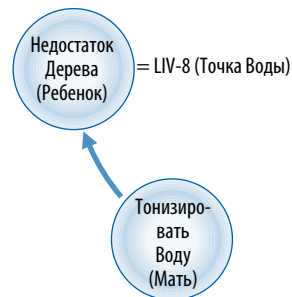 Недостаток
Дерева
(Ребенок)
= LIV-8 (Точка Воды)
Тонизиро-
вать
Воду
(Мать)